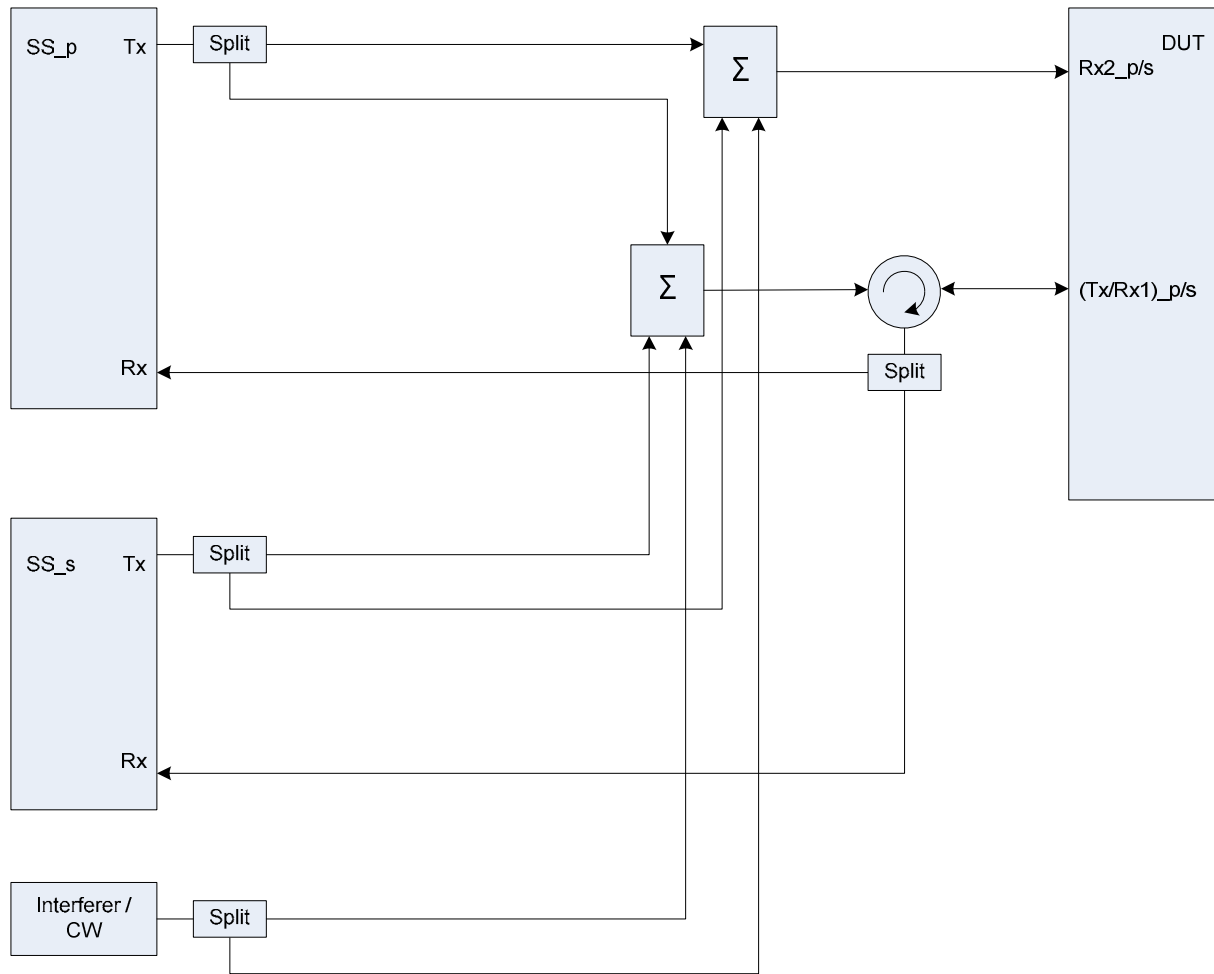 SS_p
Tx
Split
Σ
DUT
Rx2_p/s
Σ
(Tx/Rx1)_p/s
Rx
Split
SS_s
Tx
Split
Rx
Interferer /
CW
Split